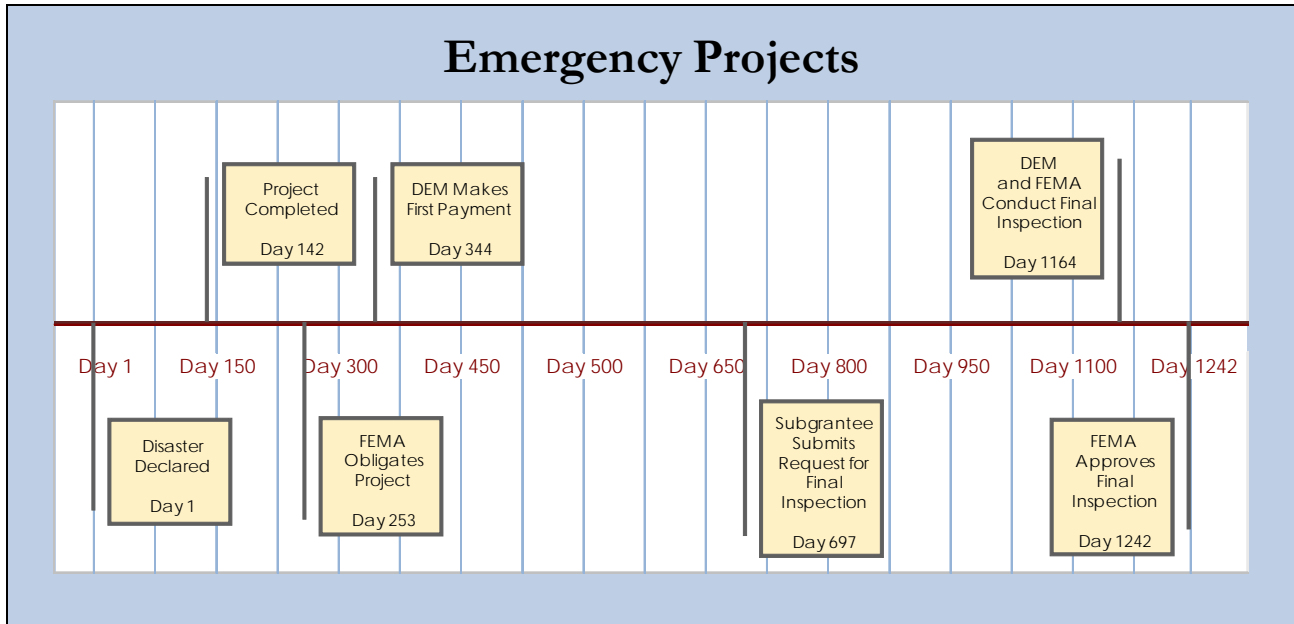 Emergency Projects
Project
Completed
Day 142
DEM Makes
First Payment
Day 344
DEM
and FEMA
Conduct Final
Inspection
Day 1164
Day 1
Day 150
Day 300
Day 450
Day 500
Day 650
Day 800
Day 950
Day 1100
Day 1242
Disaster
Declared
Day 1
FEMA
Obligates
Project
Day 253
Subgrantee
Submits
Request for
Final
Inspection
Day 697
FEMA
Approves
Final
Inspection
Day 1242